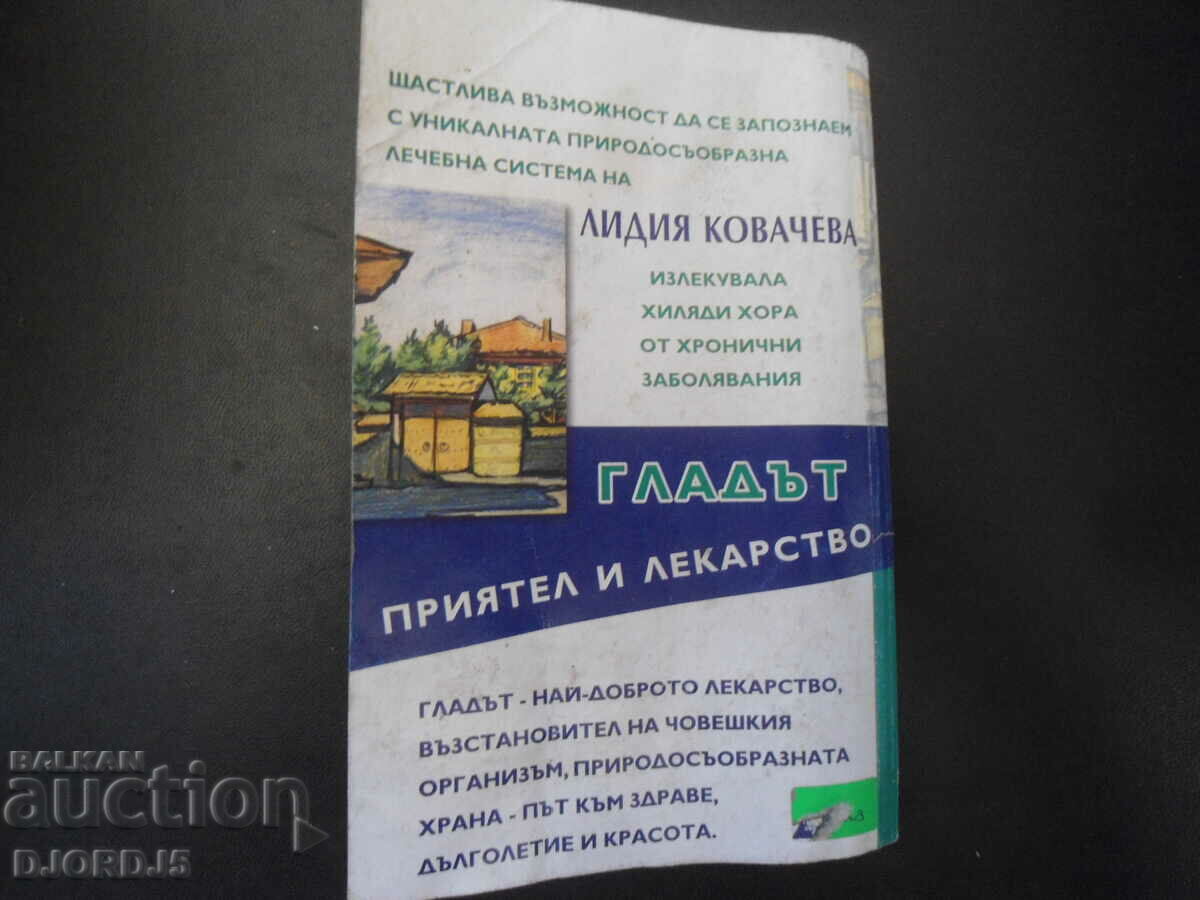 ЩАСТЛИВА ВЪЗМОЖНОСТ ДА СЕ ЗАПОЗНАЕМ
С УНИКАЛНАТА ПРИРОДОСЪОБРАЗНА
ЛЕЧЕБНА СИСТЕМА НА
ЛИДИЯ КОВАЧЕВА
ИЗЛЕКУВАЛА
ХИЛЯДИ ХОРА
ОТ ХРОНИЧНИ
ЗАБОЛЯВАНИЯ
ГЛАДЪТ
ПРИЯТЕЛ И ЛЕКАРСТВО
ГЛАДЪТ - НАЙ-ДОБРОТО ЛЕКАРСТВО,
ВЪЗСТАНОВИТЕЛ НА ЧОВЕШКИЯ
ОРГАНИЗЪМ, ПРИРОДОСЪОБРАЗНАТА
ХРАНА - ПЪТ КЪМ ЗДРАВЕ,
ДЪЛГОЛЕТИЕ И КРАСОТА.
BALKAN
auction
DJORDJ5